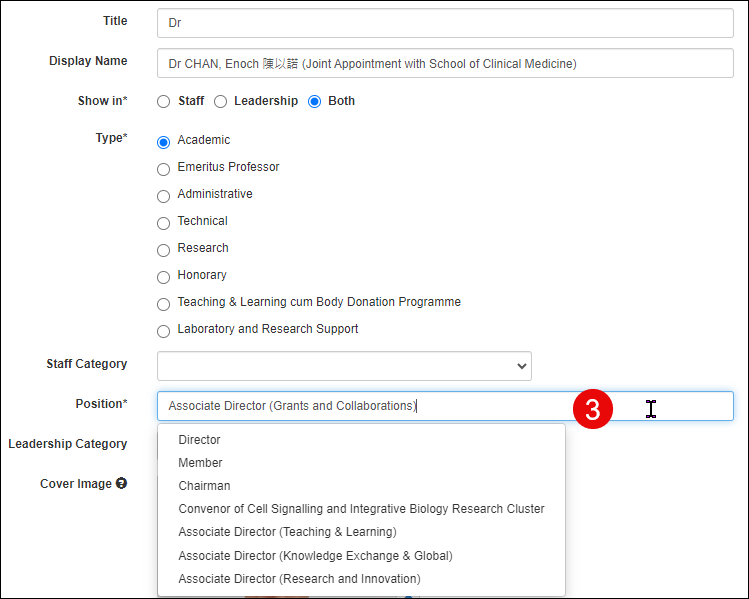 Title Dr
Display Name Dr CHAN, Enoch 陳以諾 (Joint Appointment with School of Clinical Medicine)
Show in* Staff Leadership Both
Type* Academic
Emeritus Professor
Administrative
Technical
Research
Honorary
Teaching & Learning cum Body Donation Programme
Laboratory and Research Support
Staff Category
Position* Associate Director (Grants and Collaborations) 3
Leadership Category
Director
Member
Cover Image ?
Chairman
Convenor of Cell Signalling and Integrative Biology Research Cluster
Associate Director (Teaching & Learning)
Associate Director (Knowledge Exchange & Global)
Associate Director (Research and Innovation)